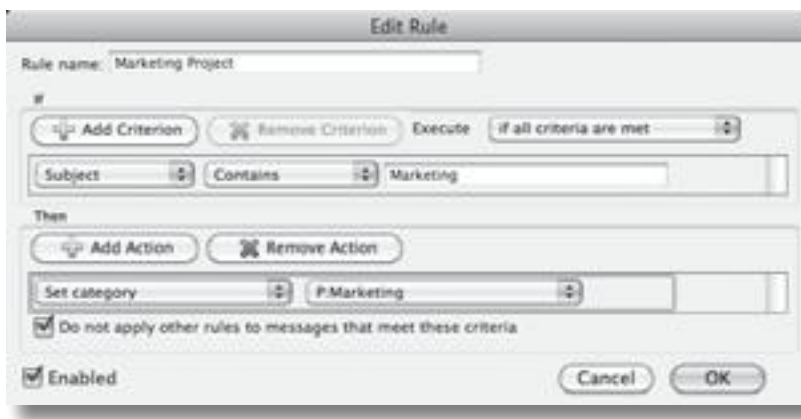 Edit Rule
Rule name: Marketing Project
If
Add Criterion Remove Criterion Execute if all criteria are met
Subject Contains Marketing
Then
Add Action Remove Action
Set category P:Marketing
Do not apply other rules to messages that meet these criteria
Enabled Cancel OK